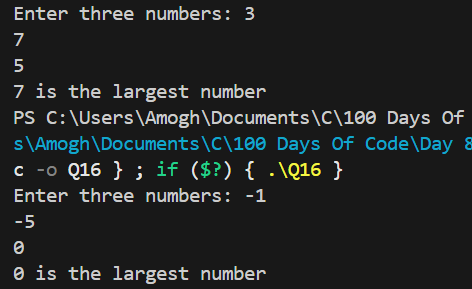 Enter three numbers: 3
7
5
7 is the largest number
PS C:\Users\Amogh\Documents\C\100 Days Of
s\Amogh\Documents\C\100 Days Of Code\Day 8
c -o Q16 } ; if ($?) { .\Q16 }
Enter three numbers: -1
-5
0
0 is the largest number